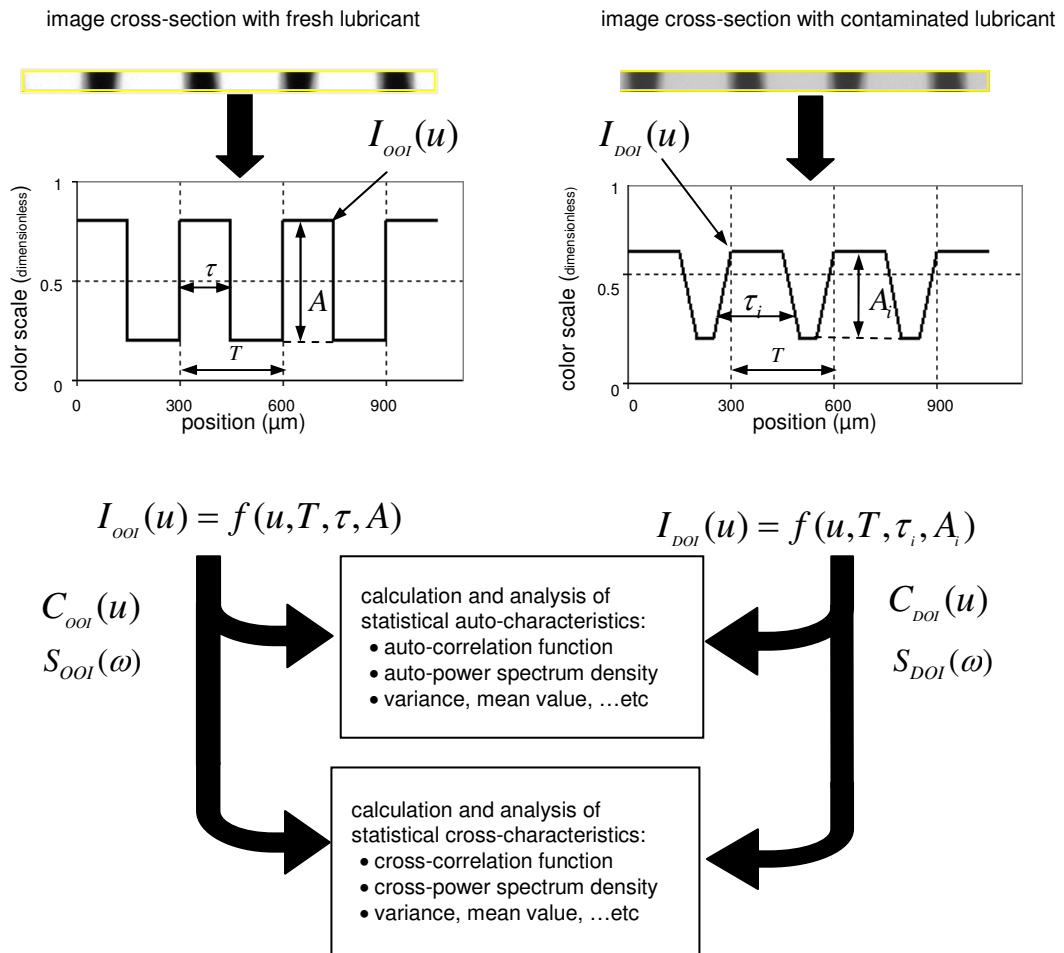 image cross-section with fresh lubricant
image cross-section with contaminated lubricant
I_OOI(u)
color scale (dimensionless)
1
0.5
0
τ
A
T
0 300 600 900
position (µm)
I_DOI(u)
color scale (dimensionless)
1
0.5
0
τ_i
A_i
T
0 300 600 900
position (µm)
I_OOI(u) = f(u,T,τ,A)
I_DOI(u) = f(u,T,τ_i,A_i)
C_OOI(u)
S_OOI(ω)
calculation and analysis of
statistical auto-characteristics:
• auto-correlation function
• auto-power spectrum density
• variance, mean value, …etc
C_DOI(u)
S_DOI(ω)
calculation and analysis of
statistical cross-characteristics:
• cross-correlation function
• cross-power spectrum density
• variance, mean value, …etc